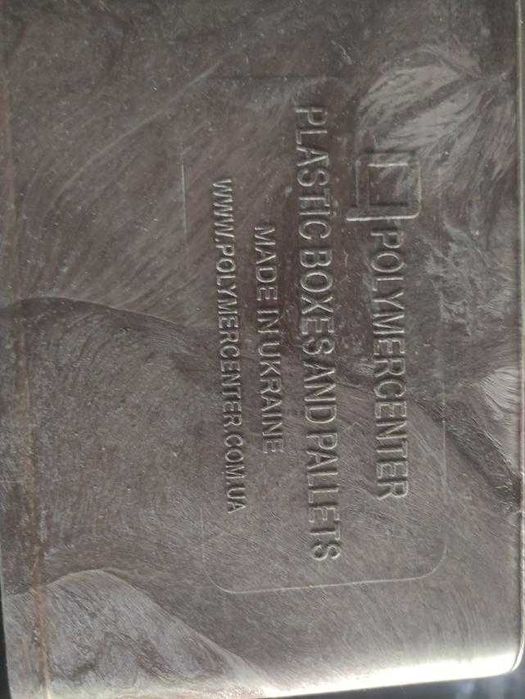 POLYMERCENTER
PLASTIC BOXES AND PALLETS
MADE IN UKRAINE
WWW.POLYMERCENTER.COM.UA